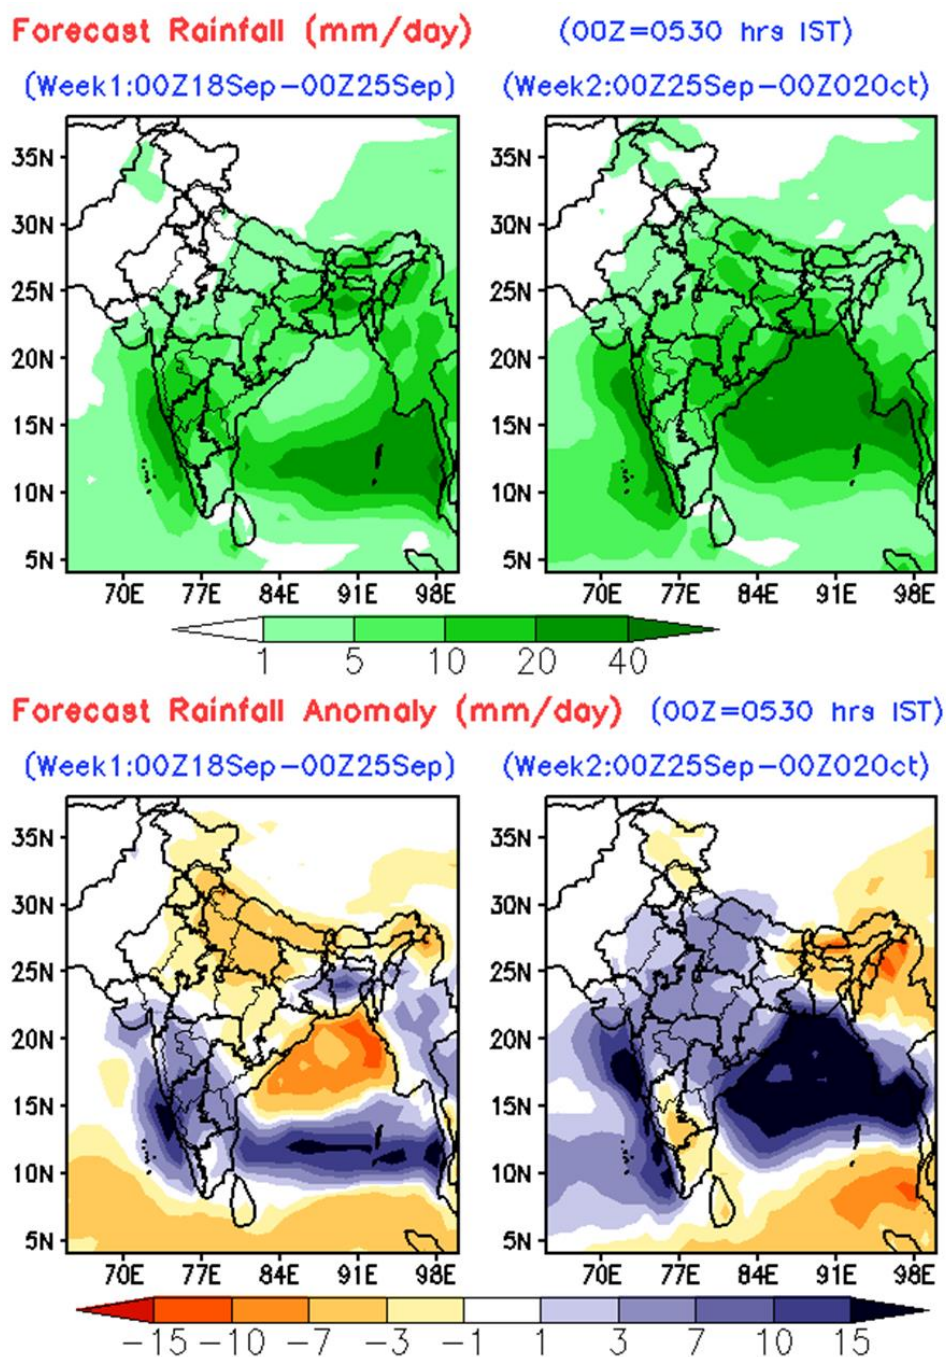 Forecast Rainfall (mm/day) (00Z=0530 hrs IST)
(Week1:00Z18Sep-00Z25Sep) (Week2:00Z25Sep-00Z02Oct)
35N 35N
30N 30N
25N 25N
20N 20N
15N 15N
10N 10N
5N 5N
70E 77E 84E 91E 98E 70E 77E 84E 91E 98E
1 5 10 20 40
Forecast Rainfall Anomaly (mm/day) (00Z=0530 hrs IST)
(Week1:00Z18Sep-00Z25Sep) (Week2:00Z25Sep-00Z02Oct)
35N 35N
30N 30N
25N 25N
20N 20N
15N 15N
10N 10N
5N 5N
70E 77E 84E 91E 98E 70E 77E 84E 91E 98E
-15 -10 -7 -3 -1 1 3 7 10 15